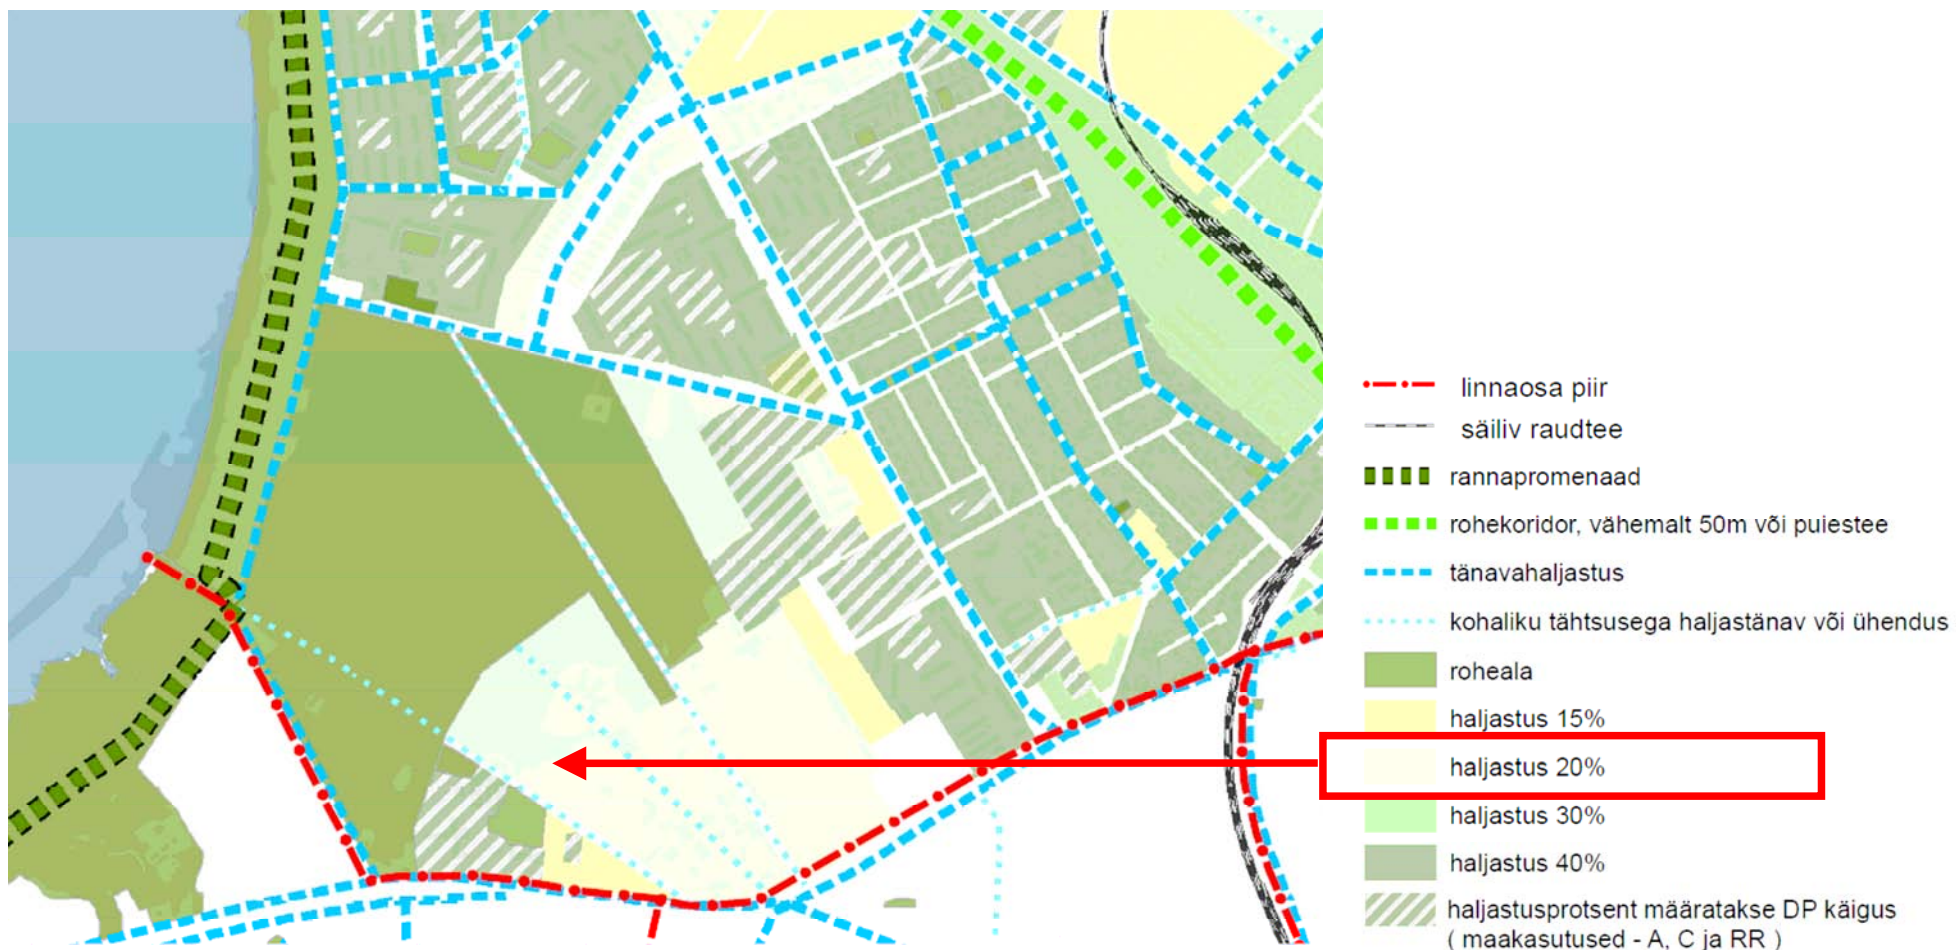 linnaosa piir
säiliv raudtee
rannapromenaad
rohekoridor, vähemalt 50m või puiestee
tänavahaljastus
kohaliku tähtsusega haljastänav või ühendus
roheala
haljastus 15%
haljastus 20%
haljastus 30%
haljastus 40%
haljastusprotsent määratakse DP käigus
( maakasutused - A, C ja RR )